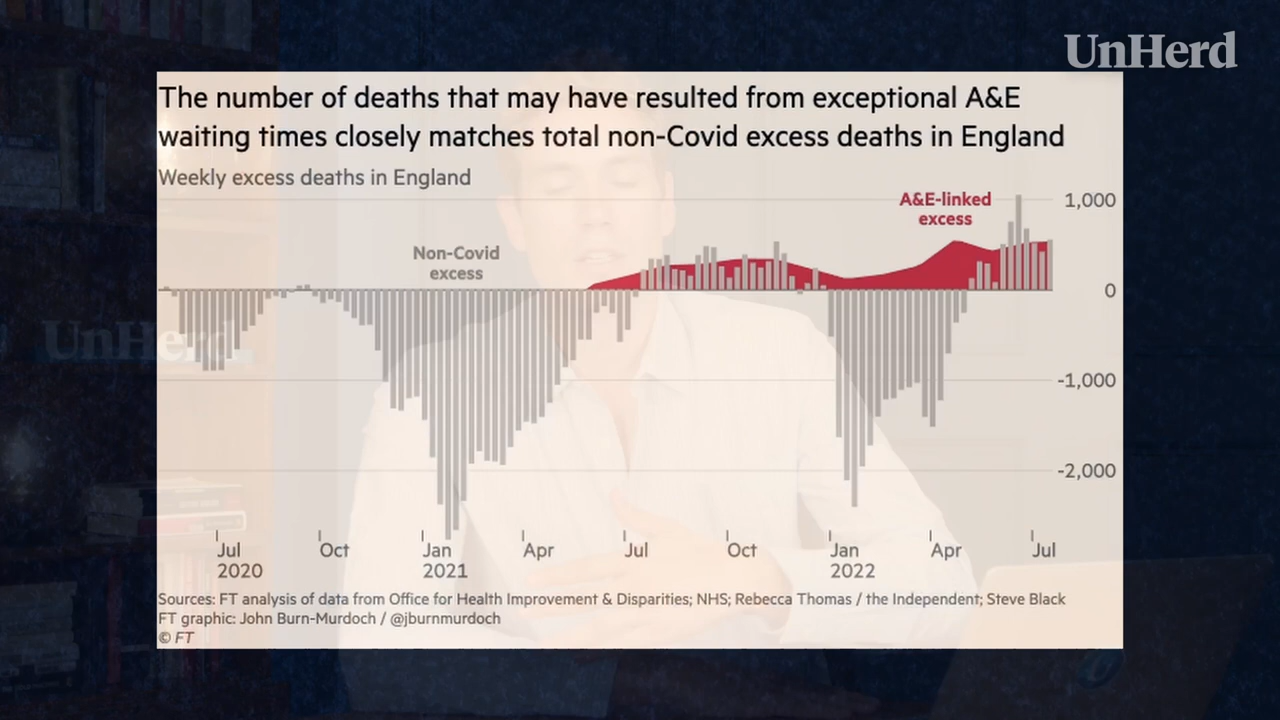 UnHerd
The number of deaths that may have resulted from exceptional A&E
waiting times closely matches total non-Covid excess deaths in England
Weekly excess deaths in England
A&E-linked
excess
1,000
Non-Covid
excess
0
UnHerd
-1,000
-2,000
Jul
2020
Oct
Jan
2021
Apr
Jul
Oct
Jan
2022
Apr
Jul
Sources: FT analysis of data from Office for Health Improvement & Disparities; NHS; Rebecca Thomas / the Independent; Steve Black
FT graphic: John Burn-Murdoch / @jburnmurdoch
© FT